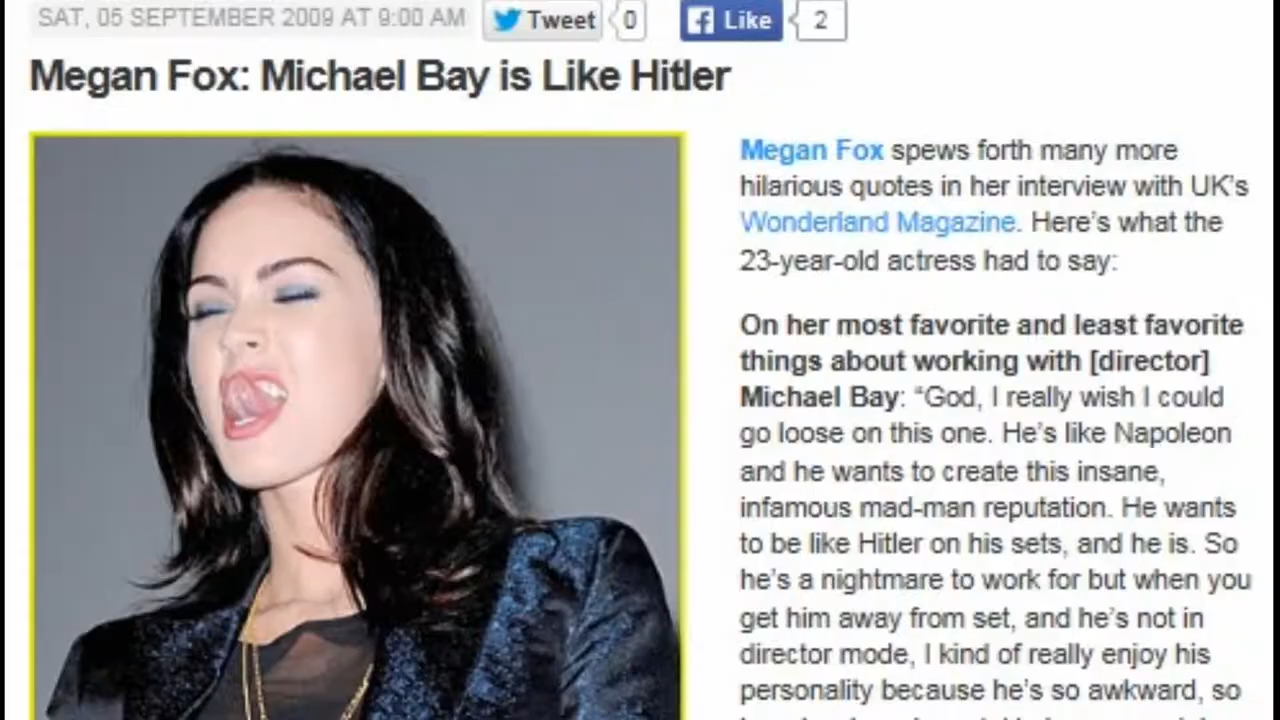 SAT, 05 SEPTEMBER 2009 AT 9:00 AM Tweet 0 Like 2
Megan Fox: Michael Bay is Like Hitler
Megan Fox spews forth many more
hilarious quotes in her interview with UK's
Wonderland Magazine. Here's what the
23-year-old actress had to say:
On her most favorite and least favorite
things about working with [director]
Michael Bay: “God, I really wish I could
go loose on this one. He's like Napoleon
and he wants to create this insane,
infamous mad-man reputation. He wants
to be like Hitler on his sets, and he is. So
he's a nightmare to work for but when you
get him away from set, and he's not in
director mode, I kind of really enjoy his
personality because he's so awkward, so